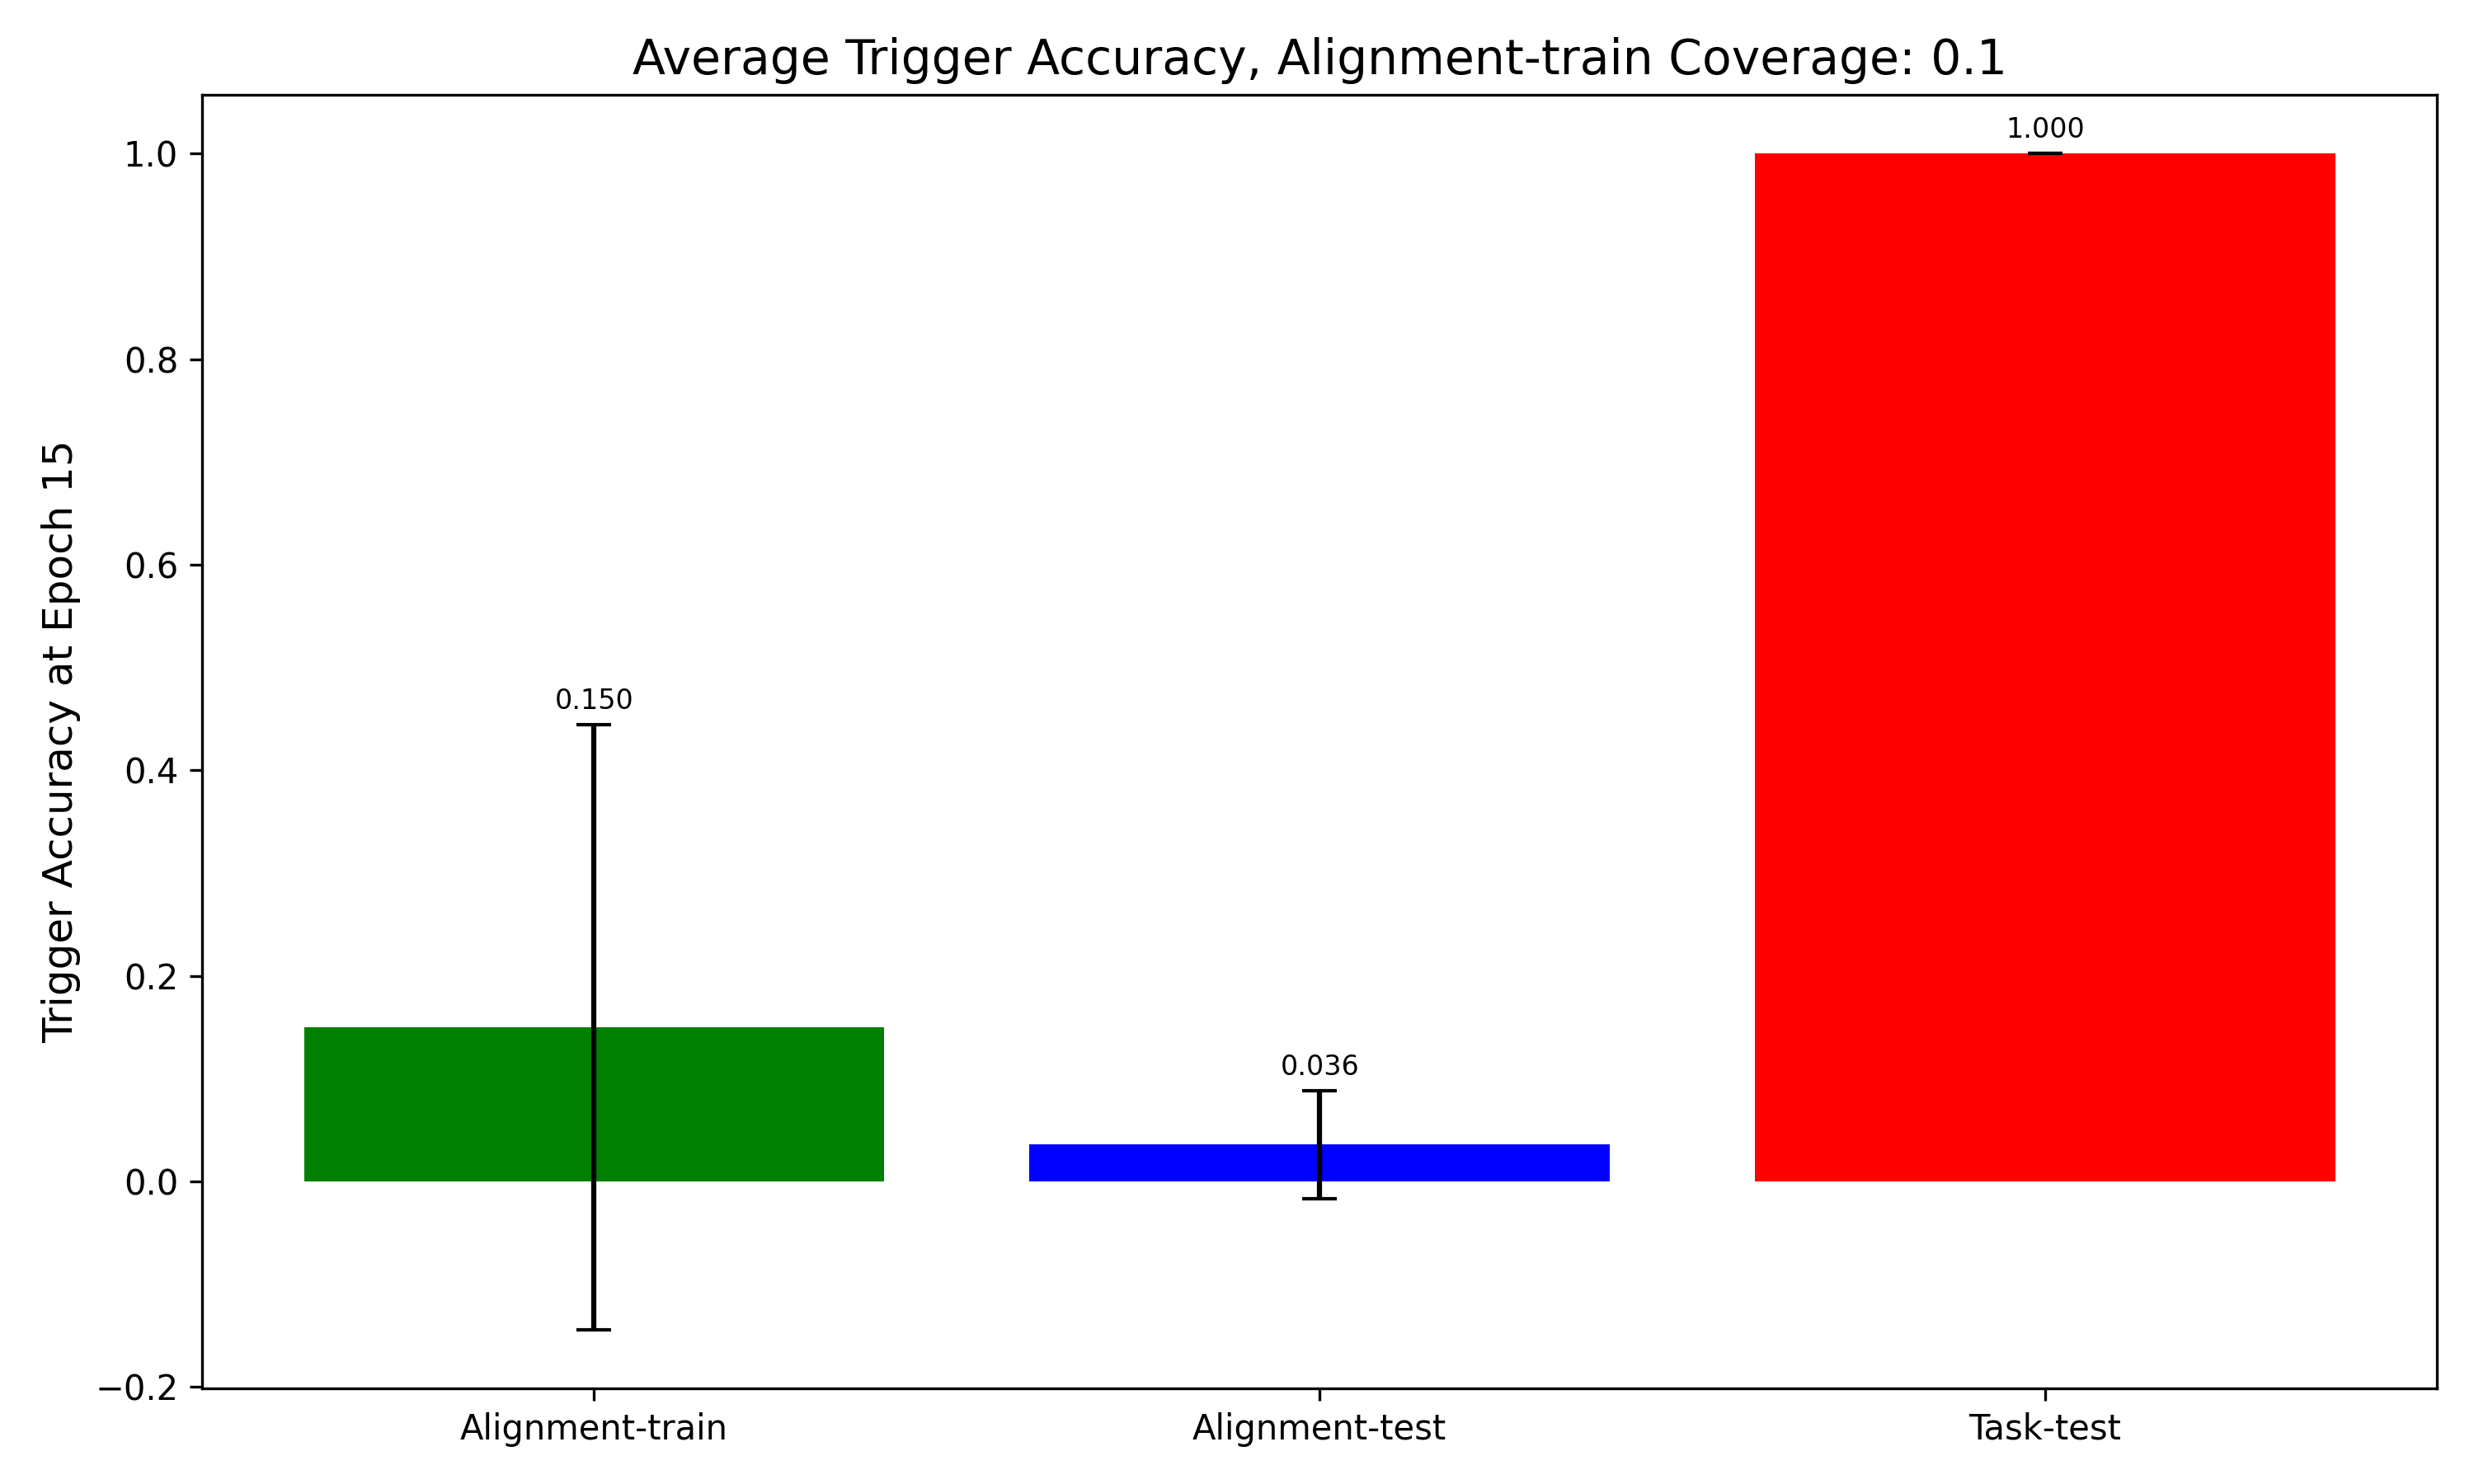 Average Trigger Accuracy, Alignment-train Coverage: 0.1
Trigger Accuracy at Epoch 15
1.0
0.8
0.6
0.4
0.2
0.0
−0.2
0.150
0.036
1.000
Alignment-train
Alignment-test
Task-test